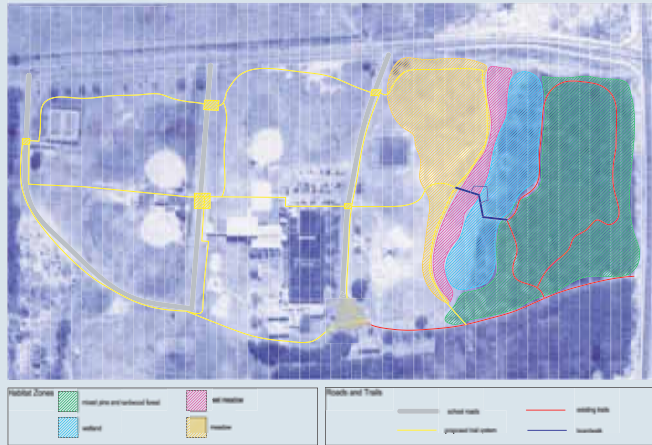 Habitat Zones
mixed pine and hardwood forest
wet meadow
wetland
meadow
Roads and Trails
school roads
existing trails
proposed trail system
boardwalk